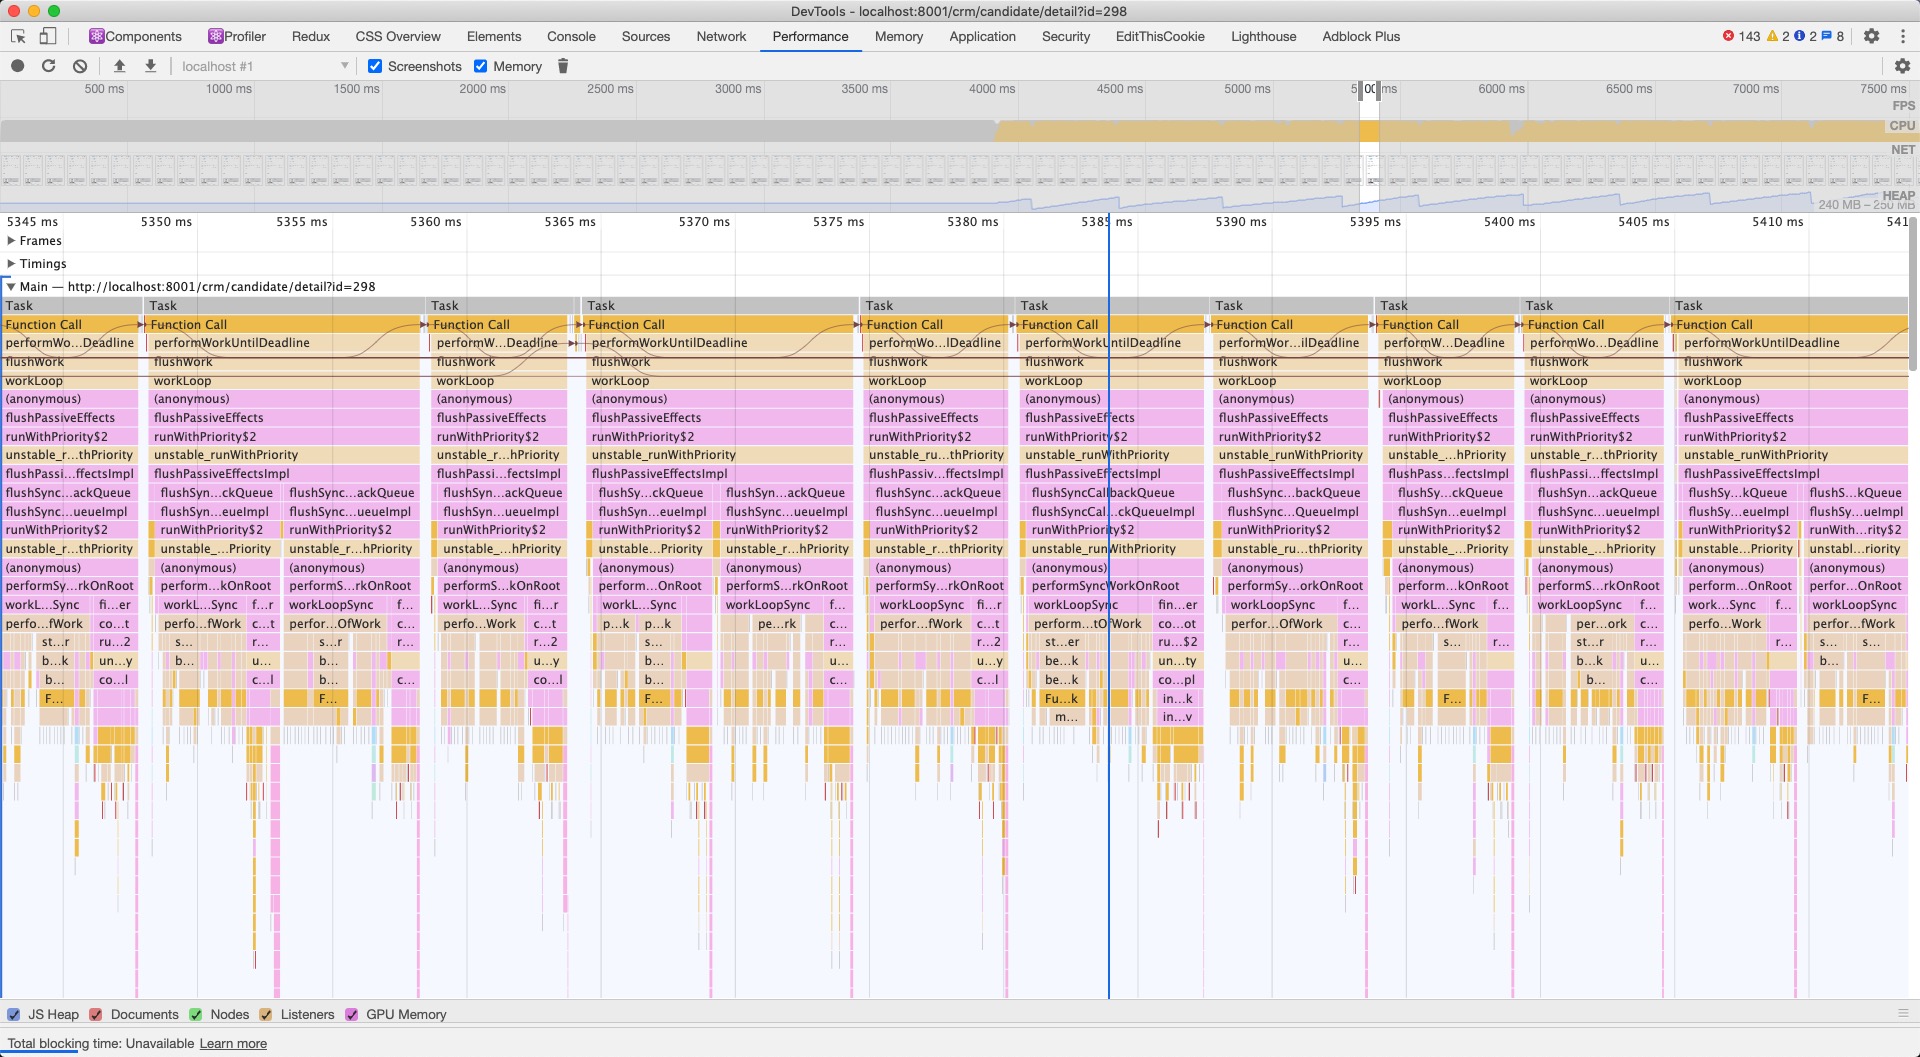 DevTools - localhost:8001/crm/candidate/detail?id=298
Components Profiler Redux CSS Overview Elements Console Sources Network Performance Memory Application Security EditThisCookie Lighthouse Adblock Plus 143 2 2 8
localhost #1 Screenshots Memory
500 ms 1000 ms 1500 ms 2000 ms 2500 ms 3000 ms 3500 ms 4000 ms 4500 ms 5000 ms 6000 ms 6500 ms 7000 ms 7500 ms
FPS
CPU
NET
HEAP
240 MB – 250 MB
5345 ms 5350 ms 5355 ms 5360 ms 5365 ms 5370 ms 5375 ms 5380 ms 5385 ms 5390 ms 5395 ms 5400 ms 5405 ms 5410 ms 541
Frames
Timings
Main — http://localhost:8001/crm/candidate/detail?id=298
Task Task Task Task Task Task Task Task Task Task
Function Call Function Call Function Call Function Call Function Call Function Call Function Call Function Call Function Call Function Call
performWo...Deadline performWorkUntilDeadline performW...Deadline performWorkUntilDeadline performWo...lDeadline performWorkUntilDeadline performWor...ilDeadline performW...Deadline performWo...Deadline performWorkUntilDeadline
flushWork flushWork flushWork flushWork flushWork flushWork flushWork flushWork flushWork flushWork
workLoop workLoop workLoop workLoop workLoop workLoop workLoop workLoop workLoop workLoop
(anonymous) (anonymous) (anonymous) (anonymous) (anonymous) (anonymous) (anonymous) (anonymous) (anonymous) (anonymous)
flushPassiveEffects flushPassiveEffects flushPassiveEffects flushPassiveEffects flushPassiveEffects flushPassiveEffects flushPassiveEffects flushPassiveEffects flushPassiveEffects flushPassiveEffects
runWithPriority$2 runWithPriority$2 runWithPriority$2 runWithPriority$2 runWithPriority$2 runWithPriority$2 runWithPriority$2 runWithPriority$2 runWithPriority$2 runWithPriority$2
unstable_r...thPriority unstable_runWithPriority unstable_r...thPriority unstable_runWithPriority unstable_ru...thPriority unstable_runWithPriority unstable_runWithPriority unstable_...hPriority unstable_r...thPriority unstable_runWithPriority
flushPassi...ffectsImpl flushPassiveEffectsImpl flushPassi...fectsImpl flushPassiveEffectsImpl flushPassiv...ffectsImpl flushPassiveEffectsImpl flushPassiveEffectsImpl flushPass...ffectsImpl flushPassi...ffectsImpl flushPassiveEffectsImpl
flushSync...ackQueue flushSyn...ckQueue flushSync...ackQueue flushSyn...ackQueue flushSy...ckQueue flushSyn...ackQueue flushSync...ackQueue flushSyncCallbackQueue flushSync...backQueue flushSy...ckQueue flushSyn...ackQueue flushSy...kQueue flushS...kQueue
flushSync...ueueImpl flushSyn...eueImpl flushSync...ueueImpl flushSyn...ueueImpl flushSy...eueImpl flushSyn...ueueImpl flushSync...ueueImpl flushSyncCal...ckQueueImpl flushSync...QueueImpl flushSy...eueImpl flushSyn...ueueImpl flushSy...eueImpl flushSy...ueImpl
runWithPriority$2 runWithPriority$2 runWithPriority$2 runWithPriority$2 runWithPriority$2 runWithPriority$2 runWithPriority$2 runWithPriority$2 runWithPriority$2 runWithPriority$2 runWithPriority$2 runWithPriority$2 runWith...rity$2
unstable_r...thPriority unstable_...Priority unstable_r...hPriority unstable_...hPriority unstable...Priority unstable_r...hPriority unstable_r...thPriority unstable_runWithPriority unstable_ru...thPriority unstable_...Priority unstable_...hPriority unstable...Priority unstabl...riority
(anonymous) (anonymous) (anonymous) (anonymous) (anonymous) (anonymous) (anonymous) (anonymous) (anonymous) (anonymous) (anonymous) (anonymous) (anonymous)
performSy...rkOnRoot perform...kOnRoot performS...rkOnRoot performS...kOnRoot perform...OnRoot performS...rkOnRoot performSy...rkOnRoot performSyncWorkOnRoot performSy...orkOnRoot perform...kOnRoot performS...rkOnRoot perform...OnRoot perfor...OnRoot
workL...Sync fi...er workL...Sync f...r workLoopSync f... workL...Sync fi...r workL...Sync workLoopSync f... workLoopSync fi...r workLoopSync fin...er workLoopSync f... workL...Sync f... workLoopSync f... work...Sync f... workLoopSync
perfo...fWork co...t perfo...fWork c...t perfor...OfWork c... perfo...Work c...t p...k p...k pe...rk c... perfo...fWork c...t perform...tOfWork co...ot perfor...OfWork c... perfo...fWork per...ork c... perfo...Work perfor...fWork
st...r ru...2 s... r... s...r r... r...2 s... r... r...2 st...er ru...$2 r... s... r... st...r r... r... s... s...
b...k un...y b... u... b... u...y b... u... u...y be...k un...ty u... b...k u... b...
b... co...l c...l b... c... co...l b... c... c...l be...k co...pl c... b... c...
F... F... F... Fu...k in...k F... F...
m... in...v
JS Heap Documents Nodes Listeners GPU Memory
Total blocking time: Unavailable Learn more